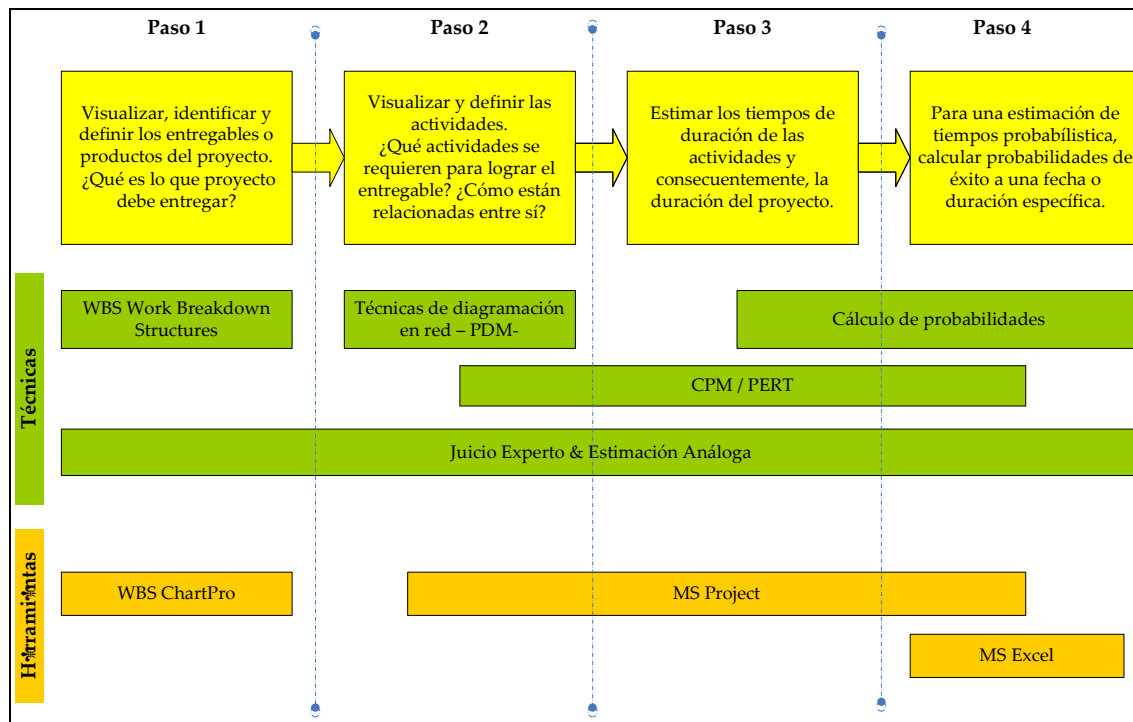 Paso 1
Paso 2
Paso 3
Paso 4
Visualizar, identificar y
definir los entregables o
productos del proyecto.
¿Qué es lo que proyecto
debe entregar?
Visualizar y definir las
actividades.
¿Qué actividades se
requieren para lograr el
entregable? ¿Cómo están
relacionadas entre sí?
Estimar los tiempos de
duración de las
actividades y
consecuentemente, la
duración del proyecto.
Para una estimación de
tiempos probabílistica,
calcular probabilidades de
éxito a una fecha o
duración específica.
Técnicas
WBS Work Breakdown
Structures
Técnicas de diagramación
en red – PDM-
Cálculo de probabilidades
CPM / PERT
Juicio Experto & Estimación Análoga
Herramientas
WBS ChartPro
MS Project
MS Excel